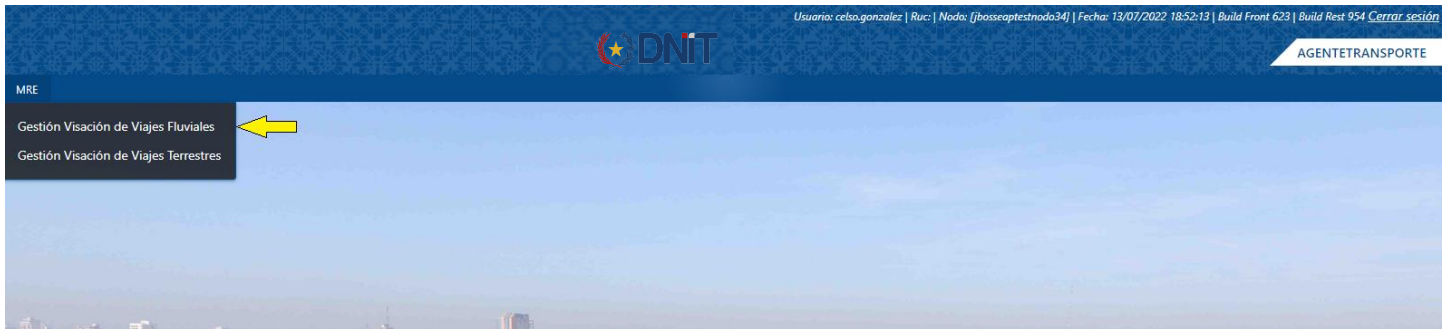 Usuario: celso.gonzalez | Ruc: | Nodo: [jbosseaptestnodo34] | Fecha: 13/07/2022 18:52:13 | Build Front 623 | Build Rest 954 Cerrar sesión
DNIT
AGENTETRANSPORTE
MRE
Gestión Visación de Viajes Fluviales
Gestión Visación de Viajes Terrestres